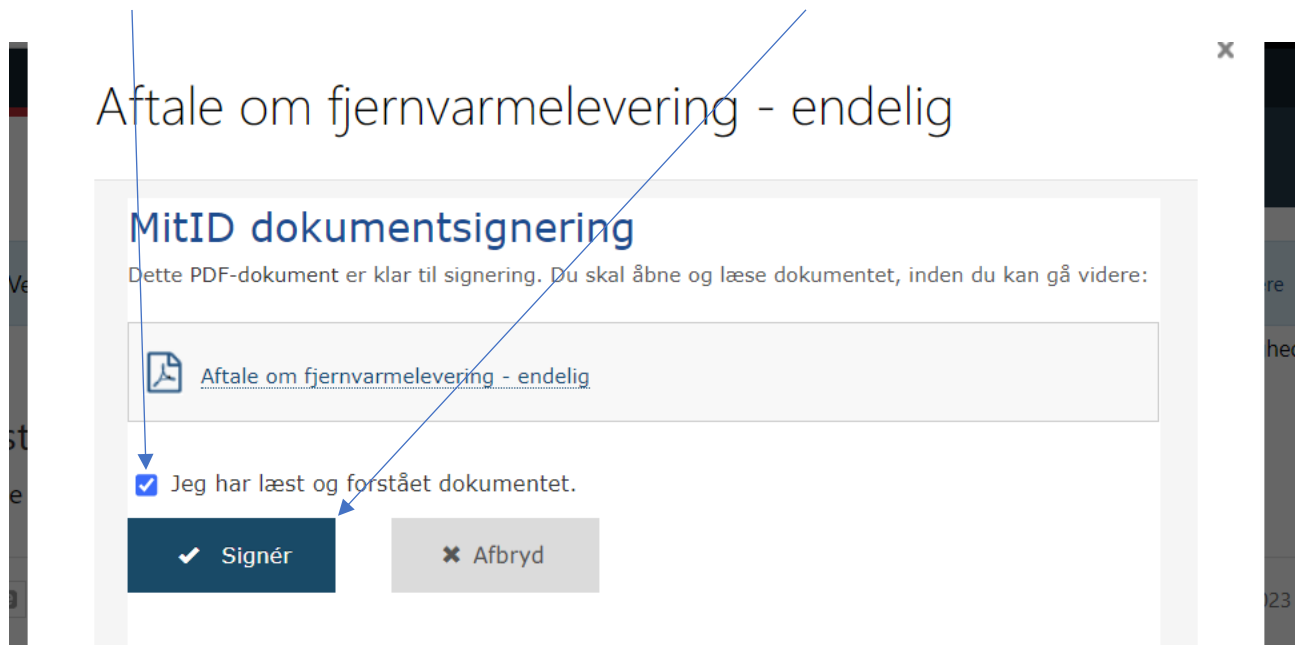 x
Aftale om fjernvarmelevering - endelig
MitID dokumentsignering
Dette PDF-dokument er klar til signering. Du skal åbne og læse dokumentet, inden du kan gå videre:
Aftale om fjernvarmelevering - endelig
Jeg har læst og forstået dokumentet.
Signér
Afbryd